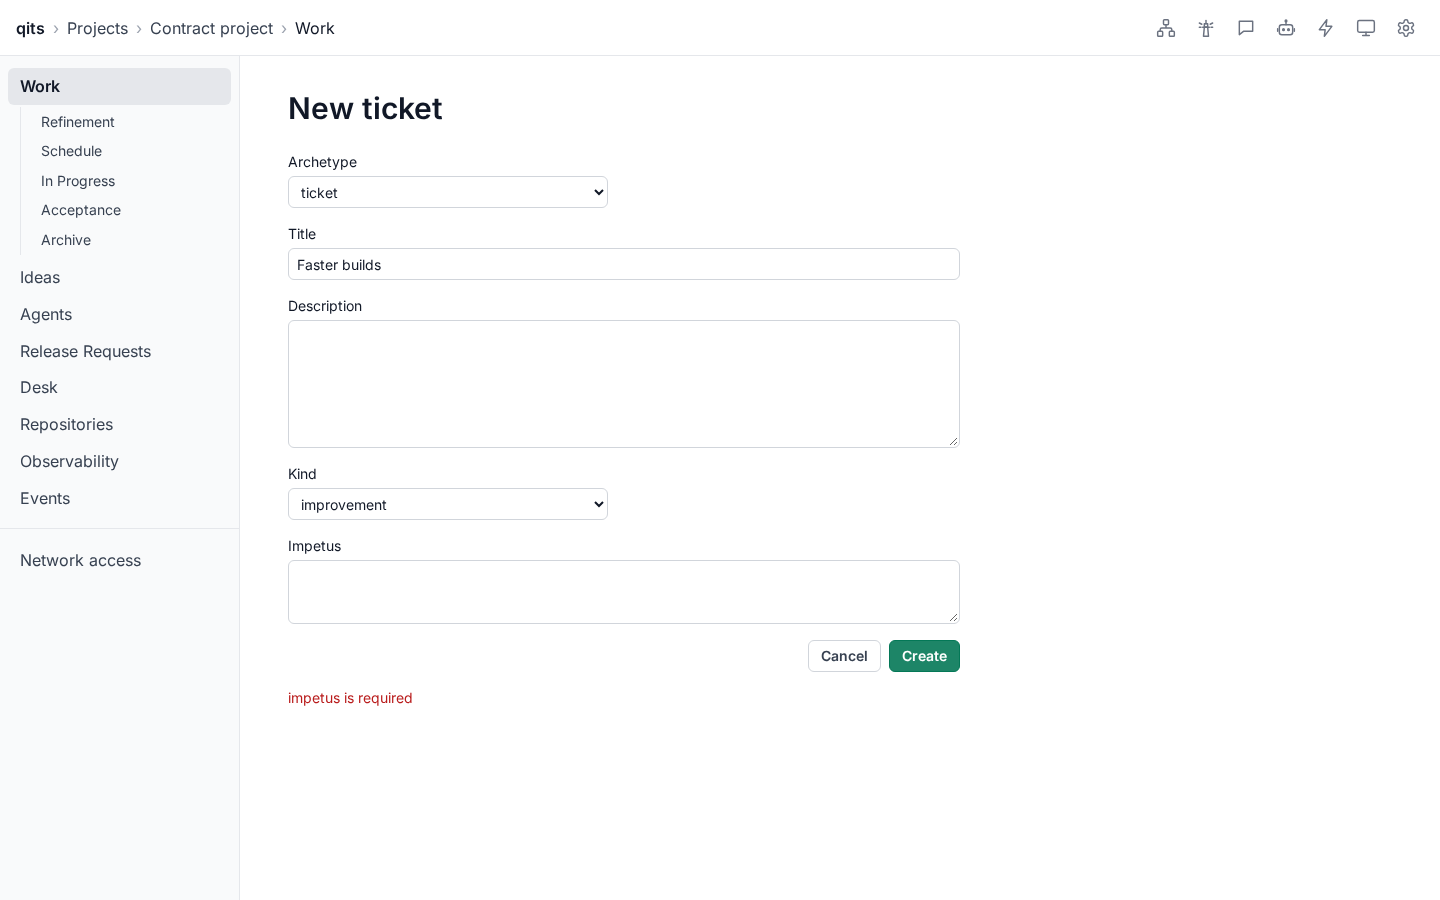 qits › Projects › Contract project › Work
Work
Refinement
Schedule
In Progress
Acceptance
Archive
Ideas
Agents
Release Requests
Desk
Repositories
Observability
Events
Network access
New ticket
Archetype
ticket
Title
Faster builds
Description
Kind
improvement
Impetus
Cancel Create
impetus is required